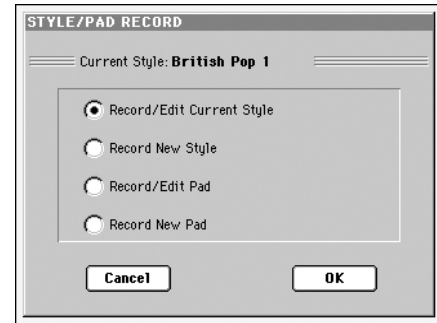 STYLE/PAD RECORD
Current Style: British Pop 1
Record/Edit Current Style
Record New Style
Record/Edit Pad
Record New Pad
Cancel OK